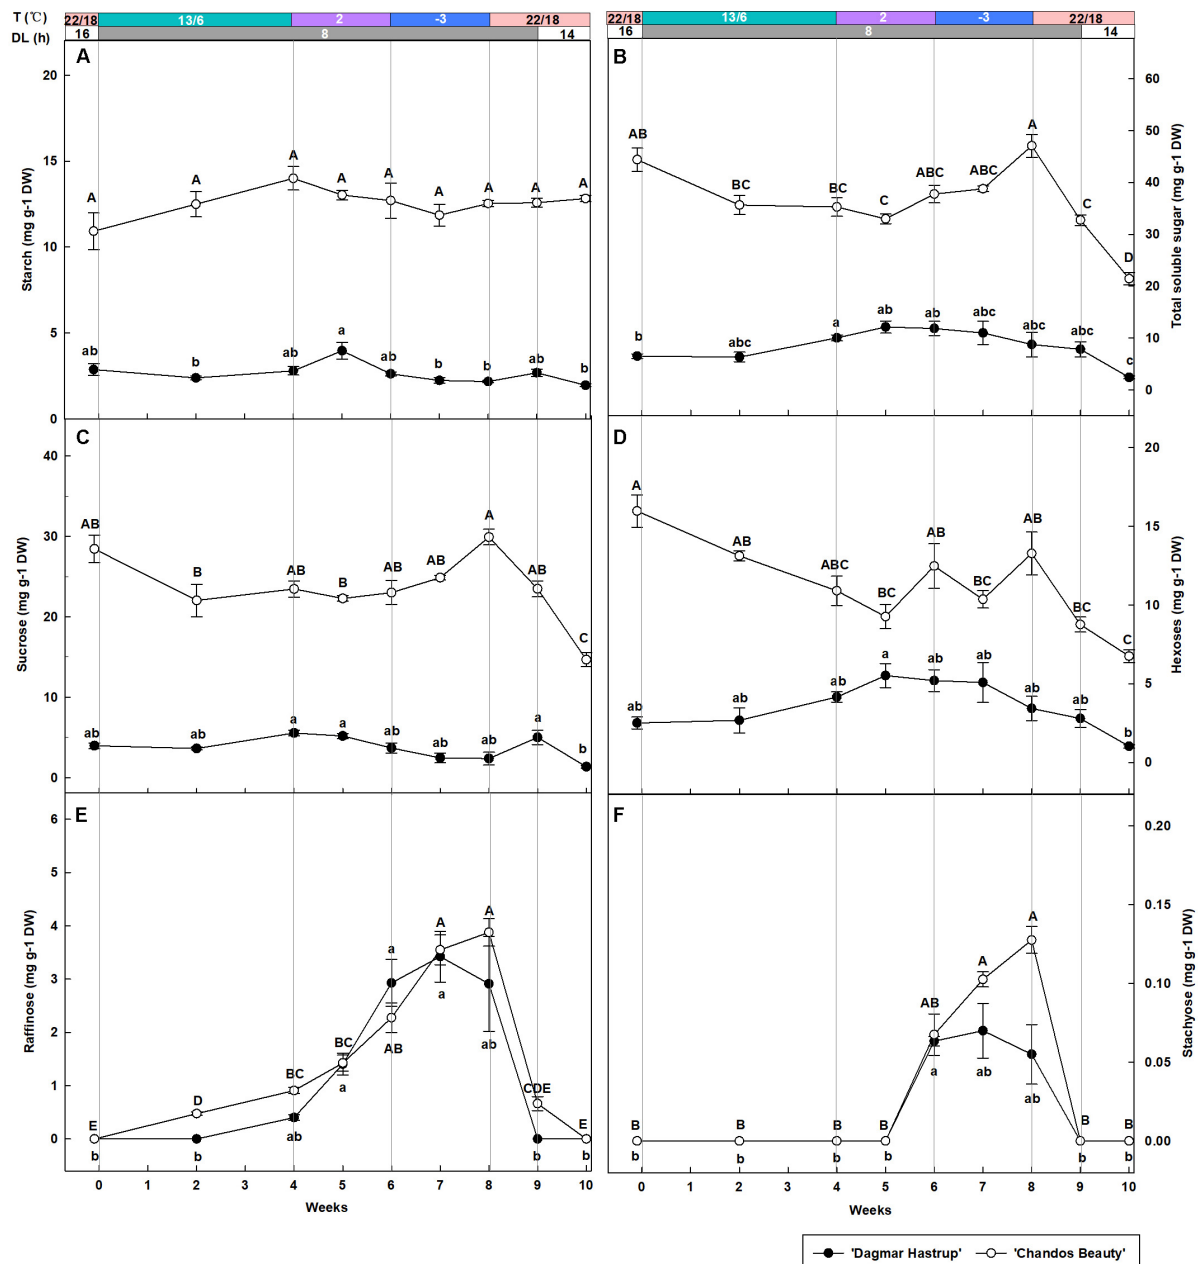 T (℃) 22/18 13/6 2 -3 22/18 22/18 13/6 2 -3 22/18
DL (h) 16 8 14 16 8 14
A
20
15
10
5
0
Starch (mg g-1 DW)
A A A A A A A A A
ab b ab a ab b b ab b
B
60
50
40
30
20
10
0
Total soluble sugar (mg g-1 DW)
AB BC BC C ABC ABC A C D
b abc a ab ab abc abc abc c
C
40
30
20
10
0
Sucrose (mg g-1 DW)
AB B AB B AB AB A AB C
ab ab a a ab ab ab a b
D
20
15
10
5
0
Hexoses (mg g-1 DW)
A AB ABC BC AB BC AB BC C
ab ab ab a ab ab ab ab b
E
6
5
4
3
2
1
0
Raffinose (mg g-1 DW)
E D BC BC AB A A CDE E
b b ab a a a ab b b
0 1 2 3 4 5 6 7 8 9 10
Weeks
F
0.20
0.15
0.10
0.05
0.00
Stachyose (mg g-1 DW)
B B B B AB A A B B
b b b b a ab ab b b
0 1 2 3 4 5 6 7 8 9 10
Weeks
'Dagmar Hastrup' 'Chandos Beauty'